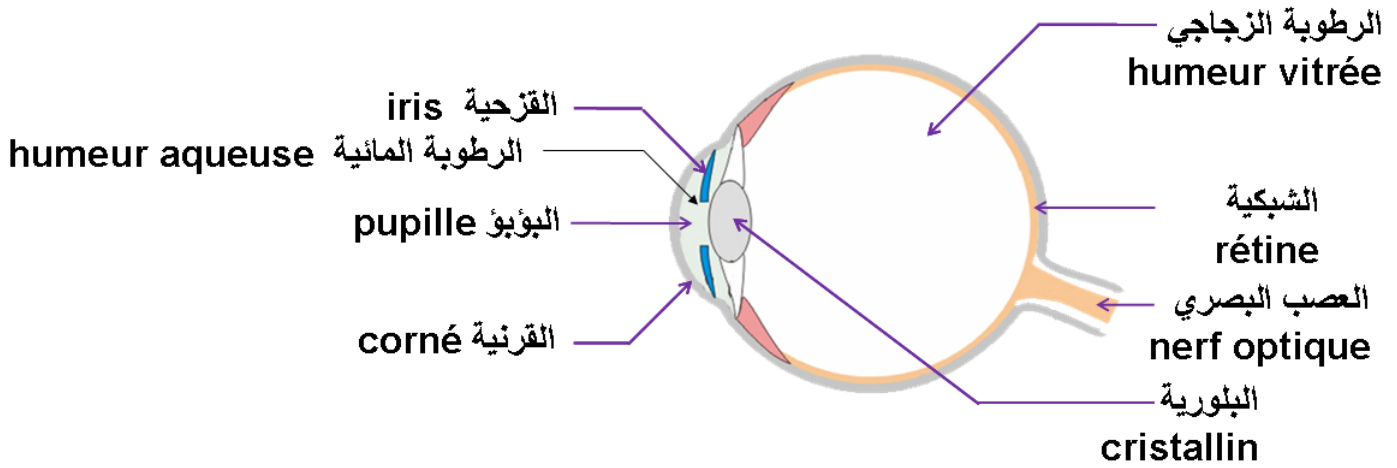 الرطوبة الزجاجي
humeur vitrée
القزحية iris
الرطوبة المائية humeur aqueuse
البؤبؤ pupille
الشبكية
rétine
العصب البصري
nerf optique
القرنية corné
البلورية
cristallin